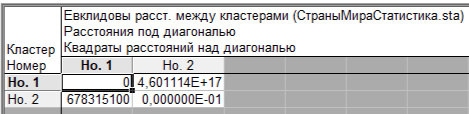 Евклидовы расст. между кластерами (СтраныМираСтатистика.sta)
Расстояния под диагональю
Кластер Квадраты расстояний над диагональю
Номер Но. 1 Но. 2
Но. 1 0 4,601114E+17
Но. 2 678315100 0,000000E-01